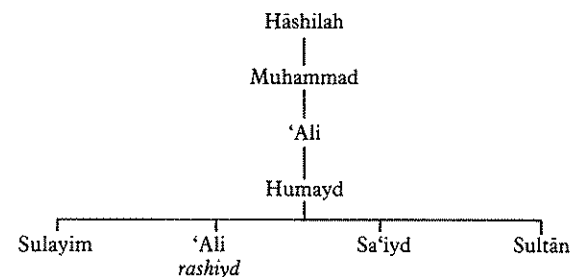 Hāshilah
Muhammad
‘Ali
Humayd
Sulayim ‘Ali Sa‘iyd Sultān
rashiyd